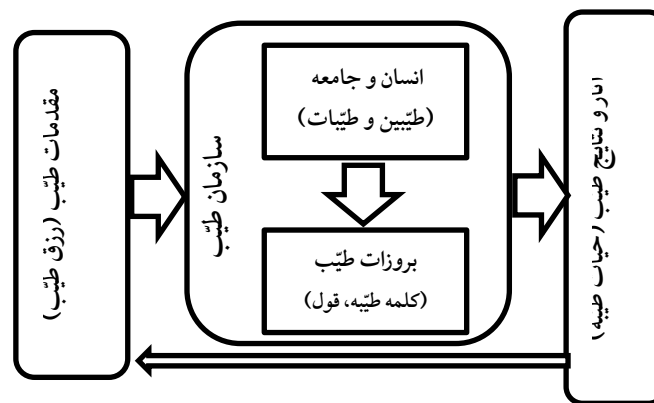 مقدمات طیّب (رزق طیّب)
سازمان طیّب
انسان و جامعه
(طیّبین و طیّبات)
بروزات طیّب
(کلمه طیّبه، قول)
و نتایج طیب (حیات طیبه)